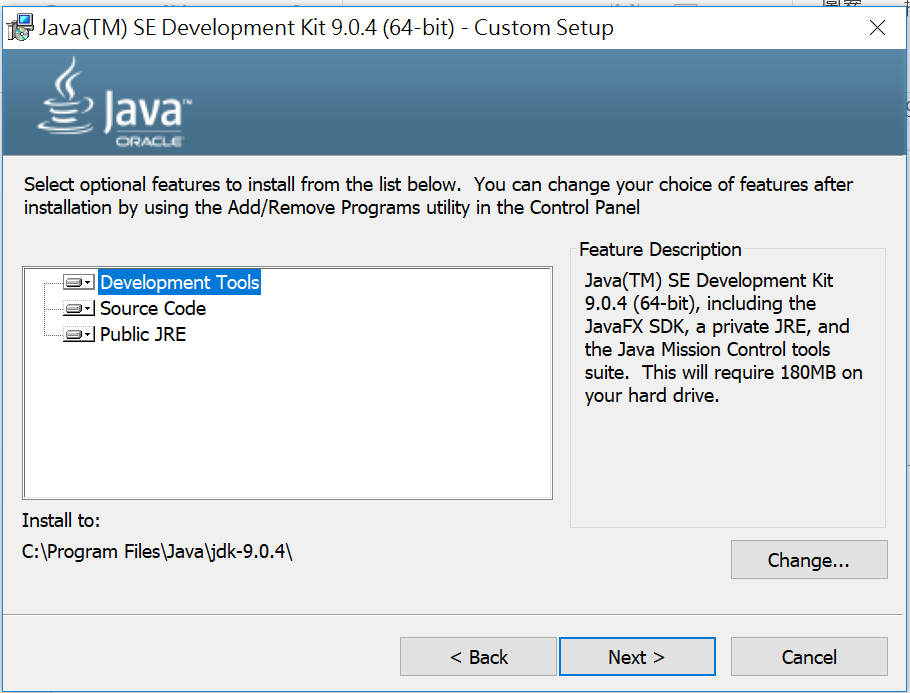 Java(TM) SE Development Kit 9.0.4 (64-bit) - Custom Setup
Java™
ORACLE
Select optional features to install from the list below.  You can change your choice of features after
installation by using the Add/Remove Programs utility in the Control Panel
Development Tools
Source Code
Public JRE
Feature Description
Java(TM) SE Development Kit
9.0.4 (64-bit), including the
JavaFX SDK, a private JRE, and
the Java Mission Control tools
suite.  This will require 180MB on
your hard drive.
Install to:
C:\Program Files\Java\jdk-9.0.4\
Change...
< Back
Next >
Cancel